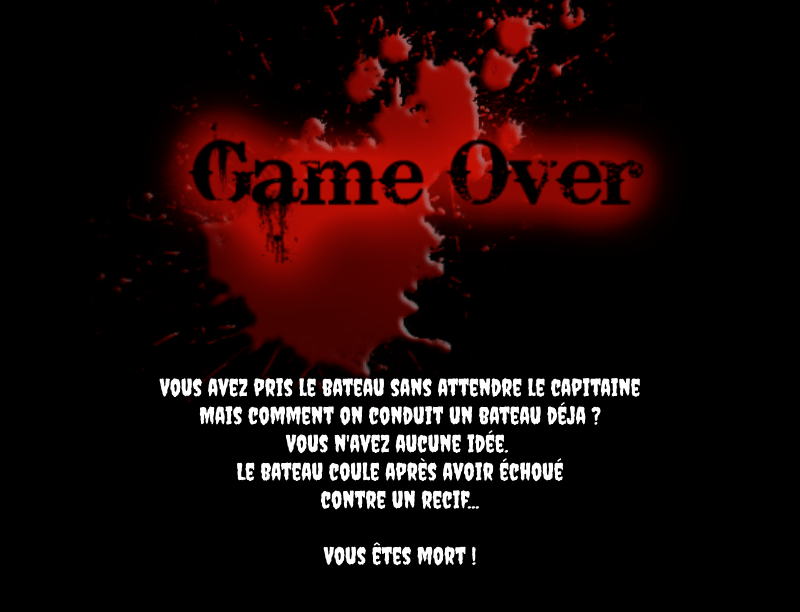 Game Over
VOUS AVEZ PRIS LE BATEAU SANS ATTENDRE LE CAPITAINE
MAIS COMMENT ON CONDUIT UN BATEAU DÉJA ?
VOUS N'AVEZ AUCUNE IDÉE.
LE BATEAU COULE APRÈS AVOIR ÉCHOUÉ
CONTRE UN RECIF...
VOUS ÊTES MORT !